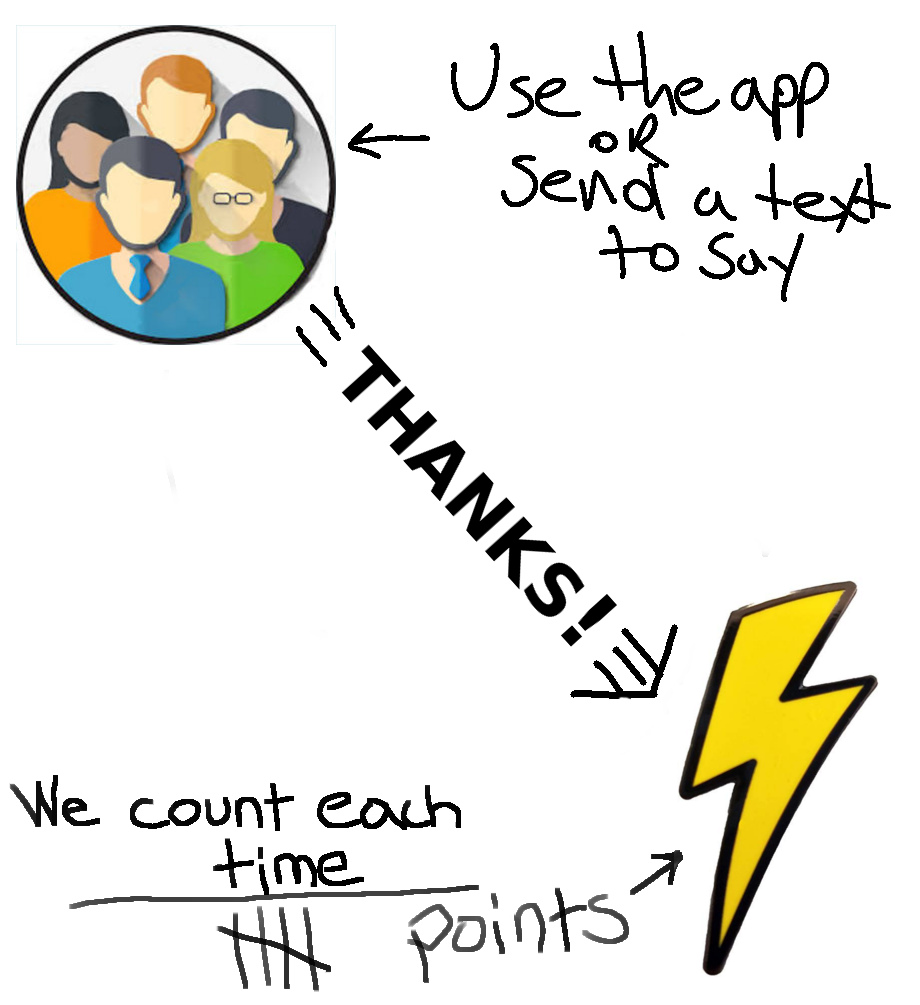 Use the app
OR
Send a text
to say
THANKS!
We count each
time
points